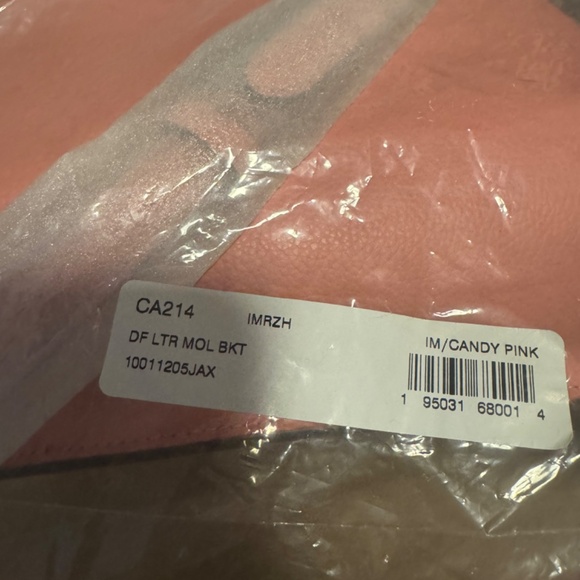 CA214 IMRZH
DF LTR MOL BKT
10011205JAX
IM/CANDY PINK
1 95031 68001 4